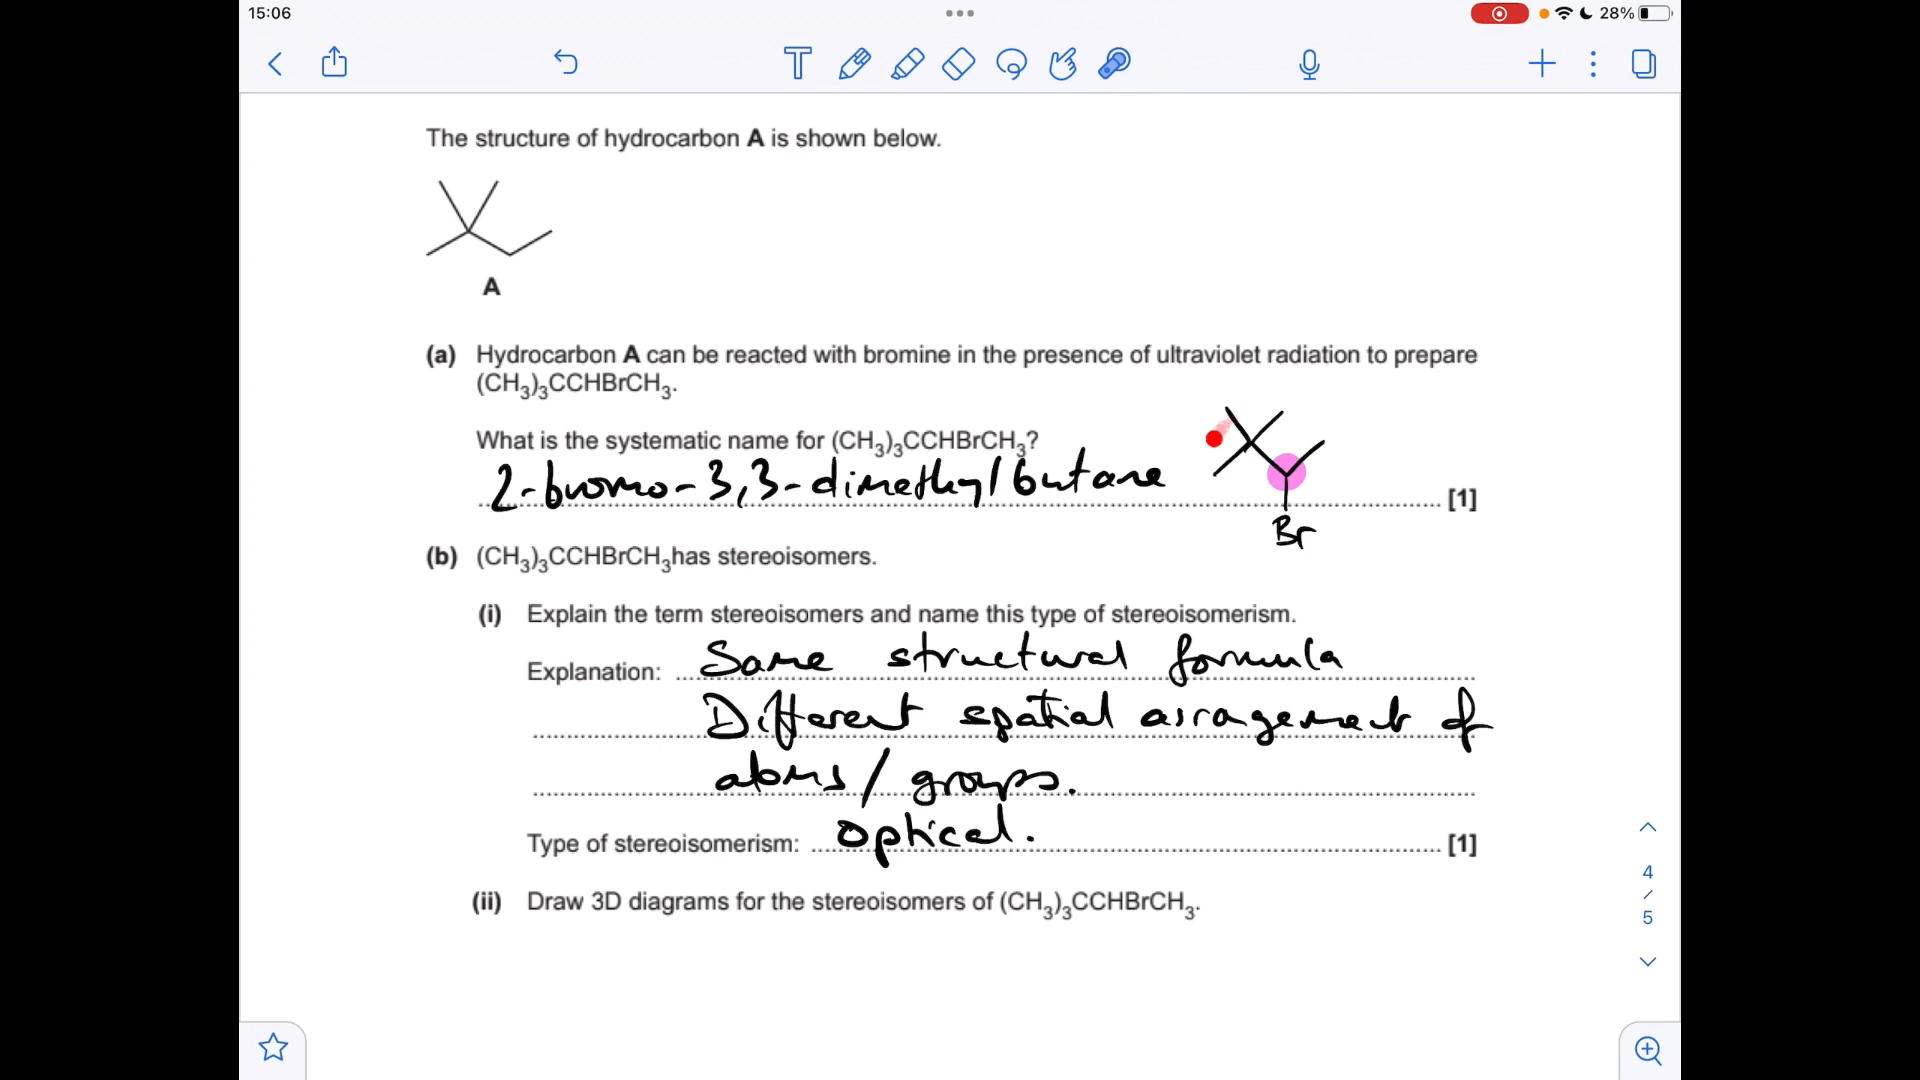 15:06
28%
The structure of hydrocarbon A is shown below.
A
(a) Hydrocarbon A can be reacted with bromine in the presence of ultraviolet radiation to prepare
(CH3)3CCHBrCH3.
What is the systematic name for (CH3)3CCHBrCH3?
2-bromo-3,3-dimethylbutane
[1]
Br
(b) (CH3)3CCHBrCH3has stereoisomers.
(i) Explain the term stereoisomers and name this type of stereoisomerism.
Explanation: Same structural formula
Different spatial arragement of
atoms/groups.
Type of stereoisomerism: optical. [1]
(ii) Draw 3D diagrams for the stereoisomers of (CH3)3CCHBrCH3.
4
/
5